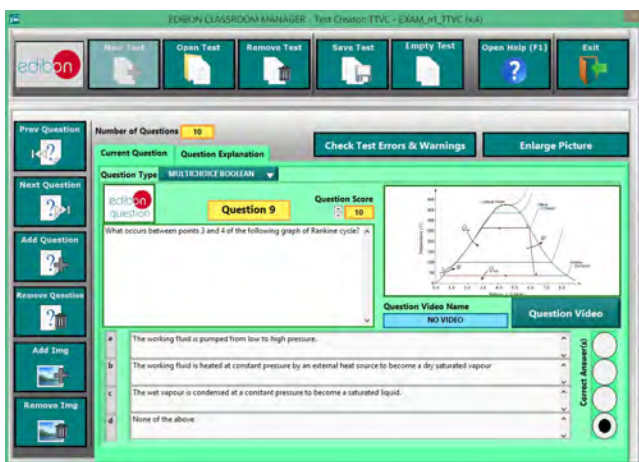 EDIBON CLASSROOM MANAGER - Test Creator: TTVC - EXAM_n1_TTVC (v.4)
New Test
Open Test
Remove Test
Save Test
Empty Test
Open Help (F1)
Exit
edibon
Prev Question
Number of Questions 10
Check Test Errors & Warnings
Enlarge Picture
Current Question
Question Explanation
Question Type MULTICHOICE BOOLEAN
Next Question
edibon
question
Question 9
Question Score
10
What occurs between points 3 and 4 of the following graph of Rankine cycle?
Add Question
Remove Question
Question Video Name
NO VIDEO
Question Video
Add Img
Remove Img
a The working fluid is pumped from low to high pressure.
b The working fluid is heated at constant pressure by an external heat source to become a dry saturated vapour
c The wet vapour is condensed at a constant pressure to become a saturated liquid.
d None of the above
Correct Answer(s)